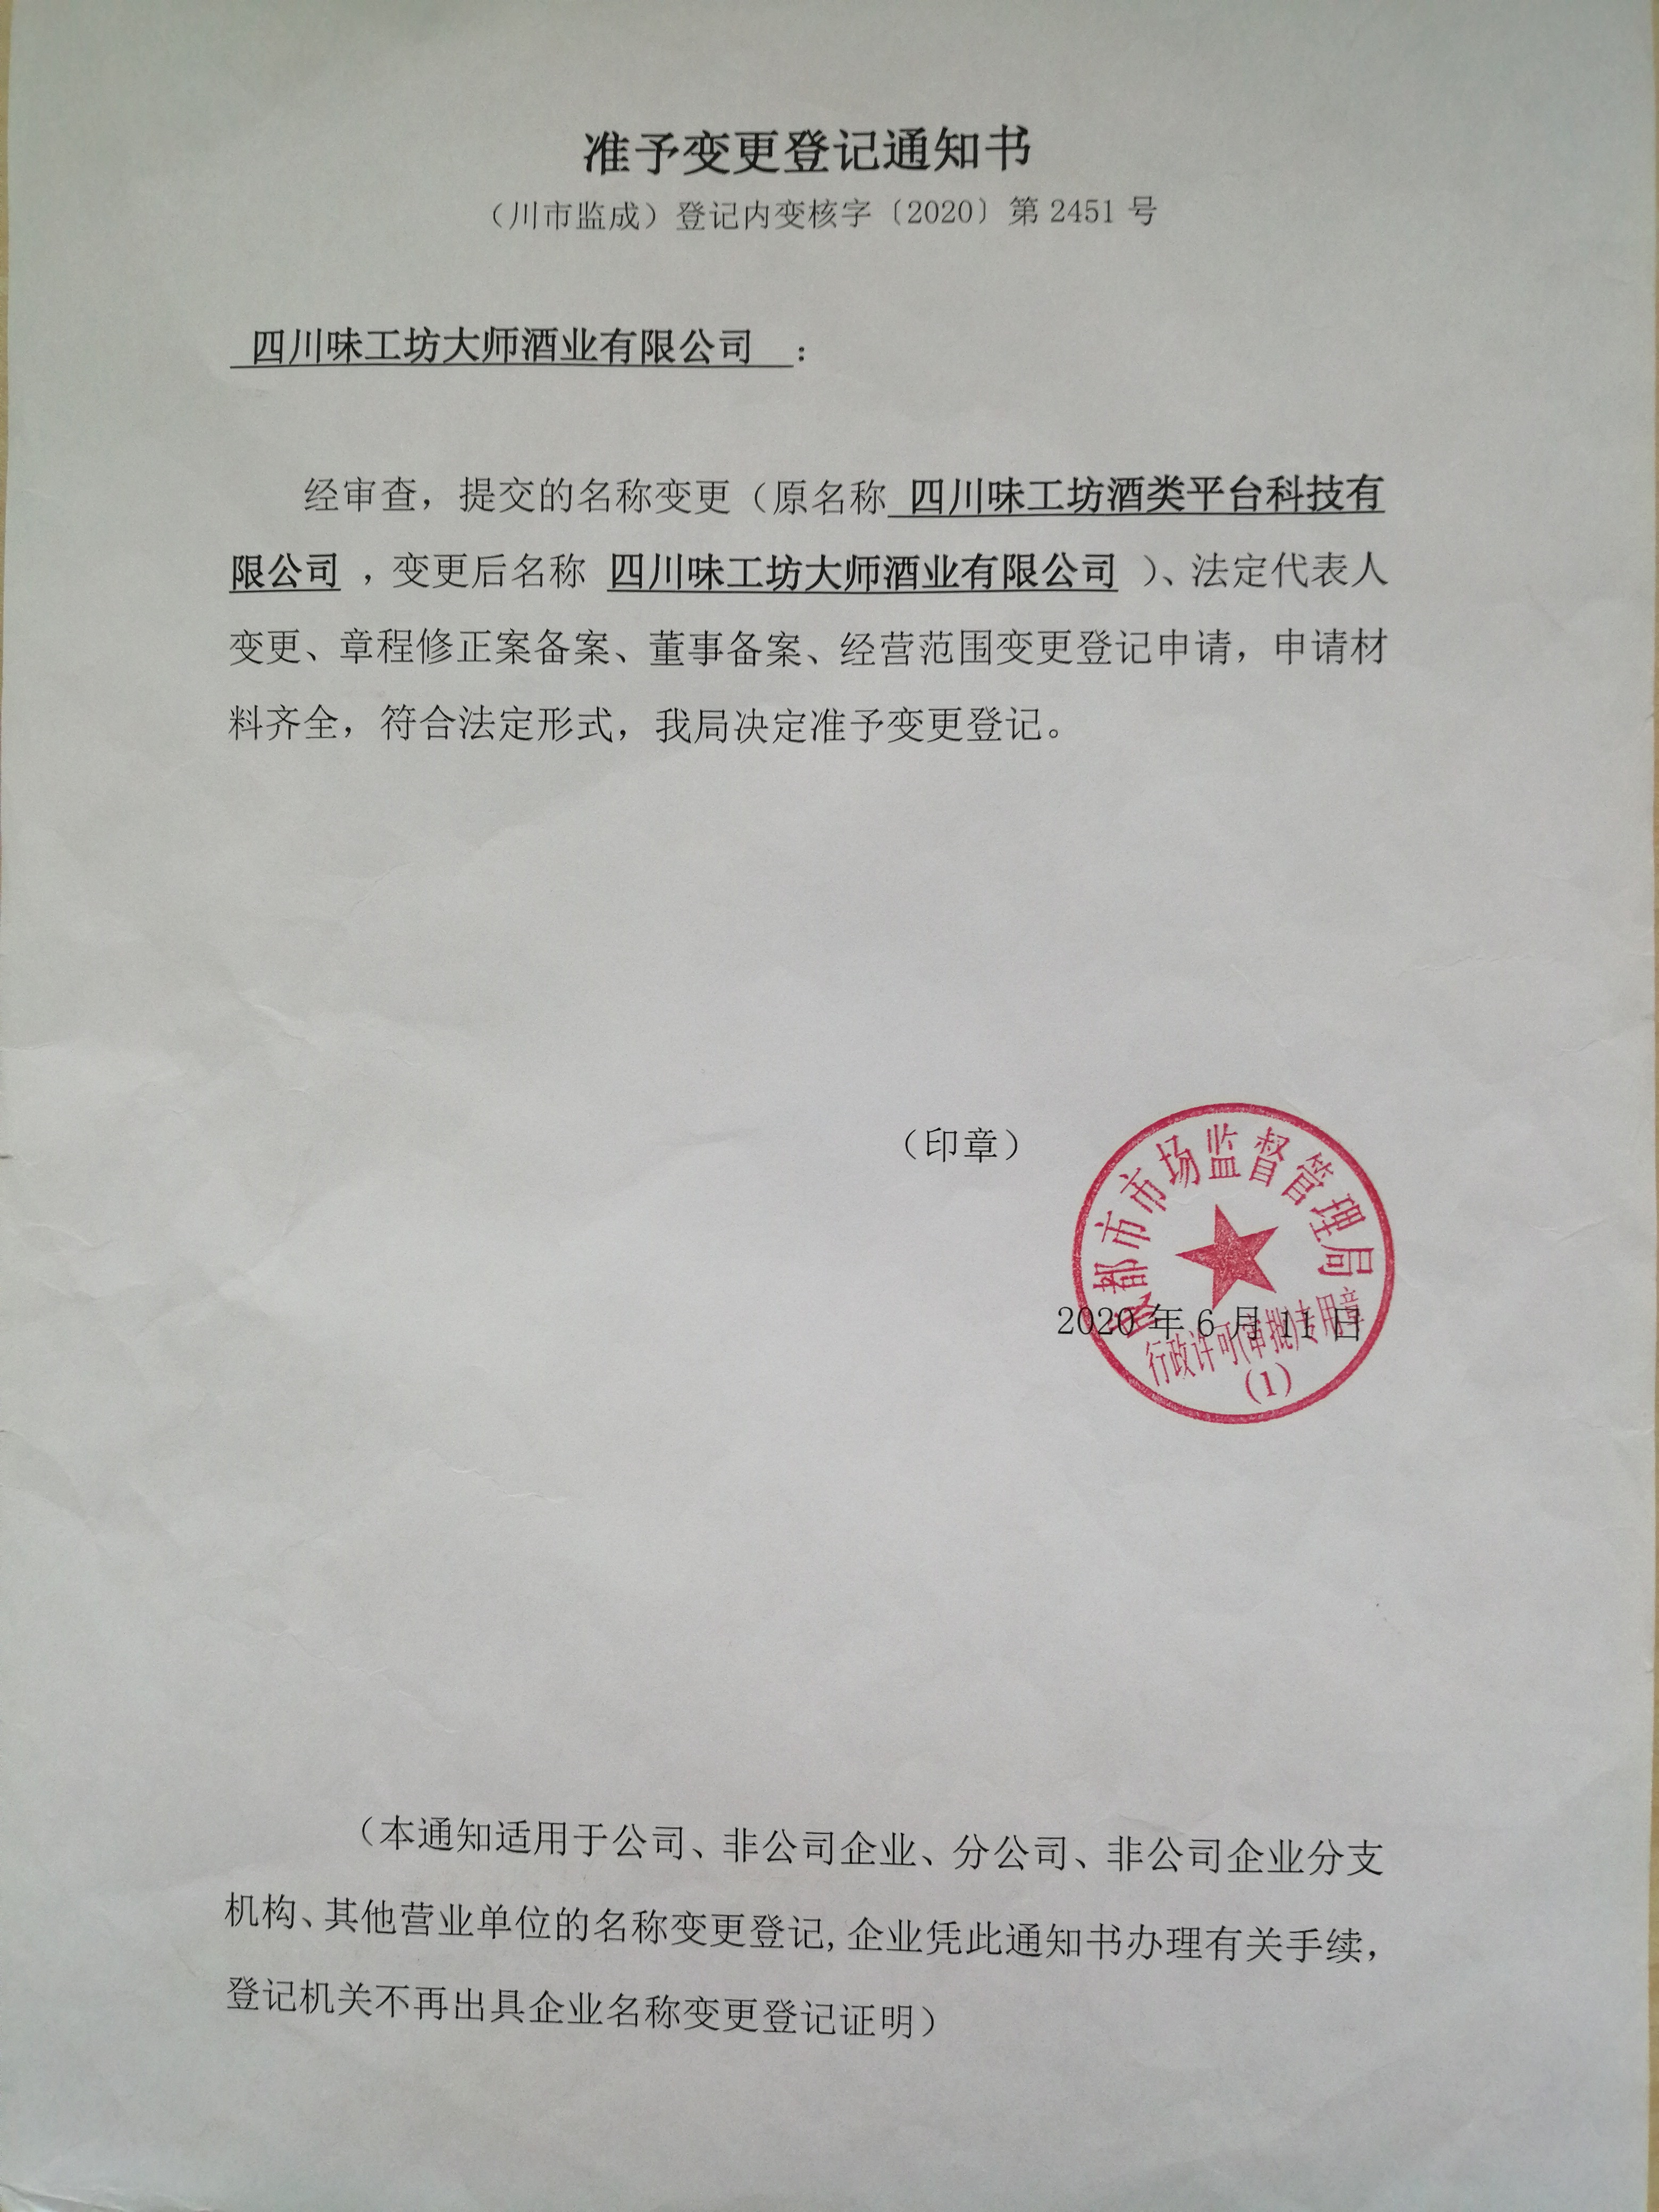 准予变更登记通知书
（川市监成）登记内变核字〔2020〕第 2451 号
四川味工坊大师酒业有限公司 ：
经审查，提交的名称变更（原名称 四川味工坊酒类平台科技有
限公司 ，变更后名称 四川味工坊大师酒业有限公司 ）、法定代表人
变更、章程修正案备案、董事备案、经营范围变更登记申请，申请材
料齐全，符合法定形式，我局决定准予变更登记。
（印章）
成都市市场监督管理局
2020 年 6 月 11 日
行政许可(审批)专用章
(1)
（本通知适用于公司、非公司企业、分公司、非公司企业分支
机构、其他营业单位的名称变更登记,企业凭此通知书办理有关手续，
登记机关不再出具企业名称变更登记证明）